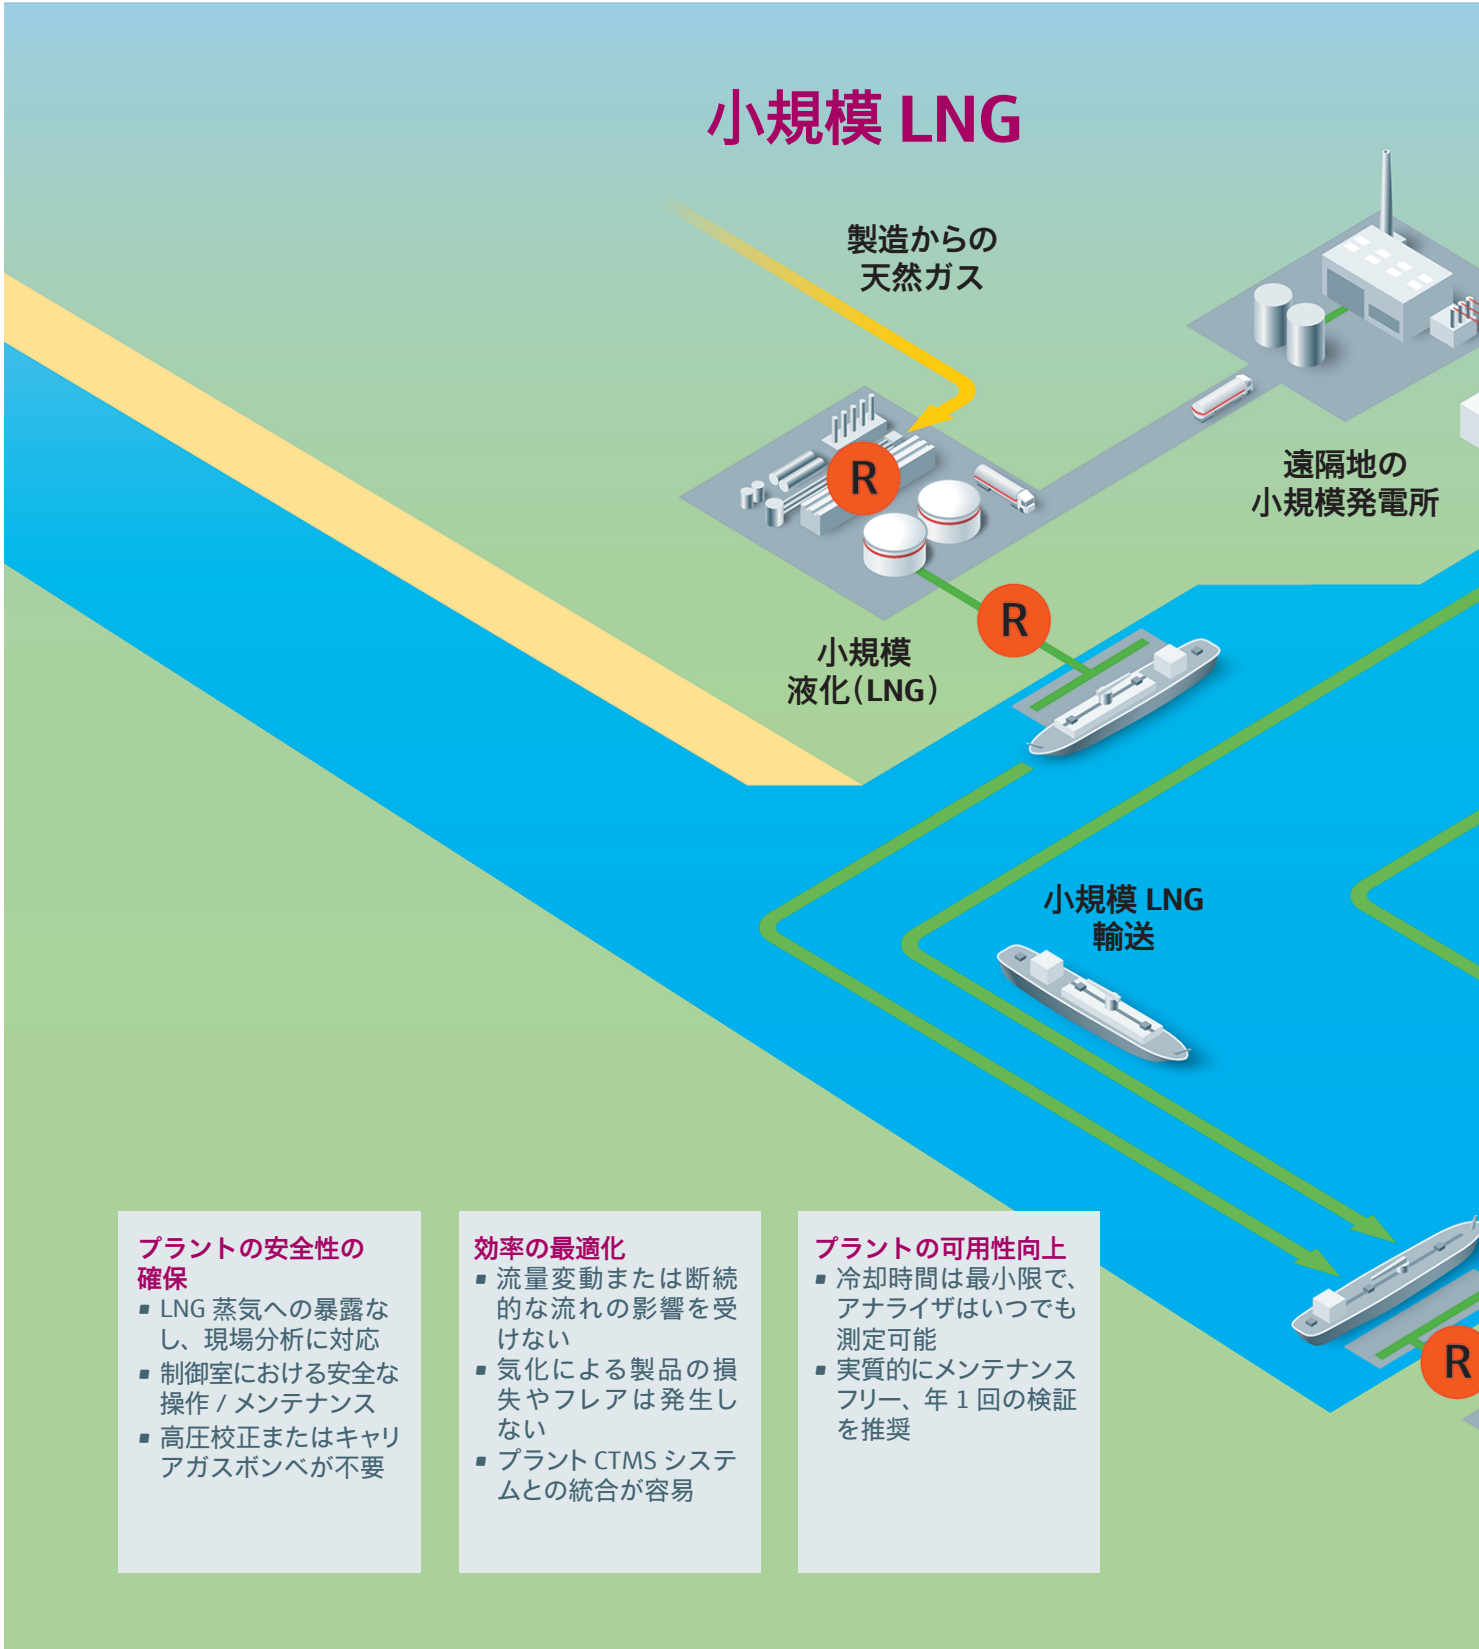 小規模 LNG
製造からの
天然ガス
R
遠隔地の
小規模発電所
R
小規模
液化（LNG）
小規模 LNG
輸送
R
プラントの安全性の
確保
▪ LNG 蒸気への暴露な
し、現場分析に対応
▪ 制御室における安全な
操作 / メンテナンス
▪ 高圧校正またはキャリ
アガスボンベが不要
効率の最適化
▪ 流量変動または断続
的な流れの影響を受
けない
▪ 気化による製品の損
失やフレアは発生し
ない
▪ プラント CTMS システ
ムとの統合が容易
プラントの可用性向上
▪ 冷却時間は最小限で、
アナライザはいつでも
測定可能
▪ 実質的にメンテナンス
フリー、年 1 回の検証
を推奨